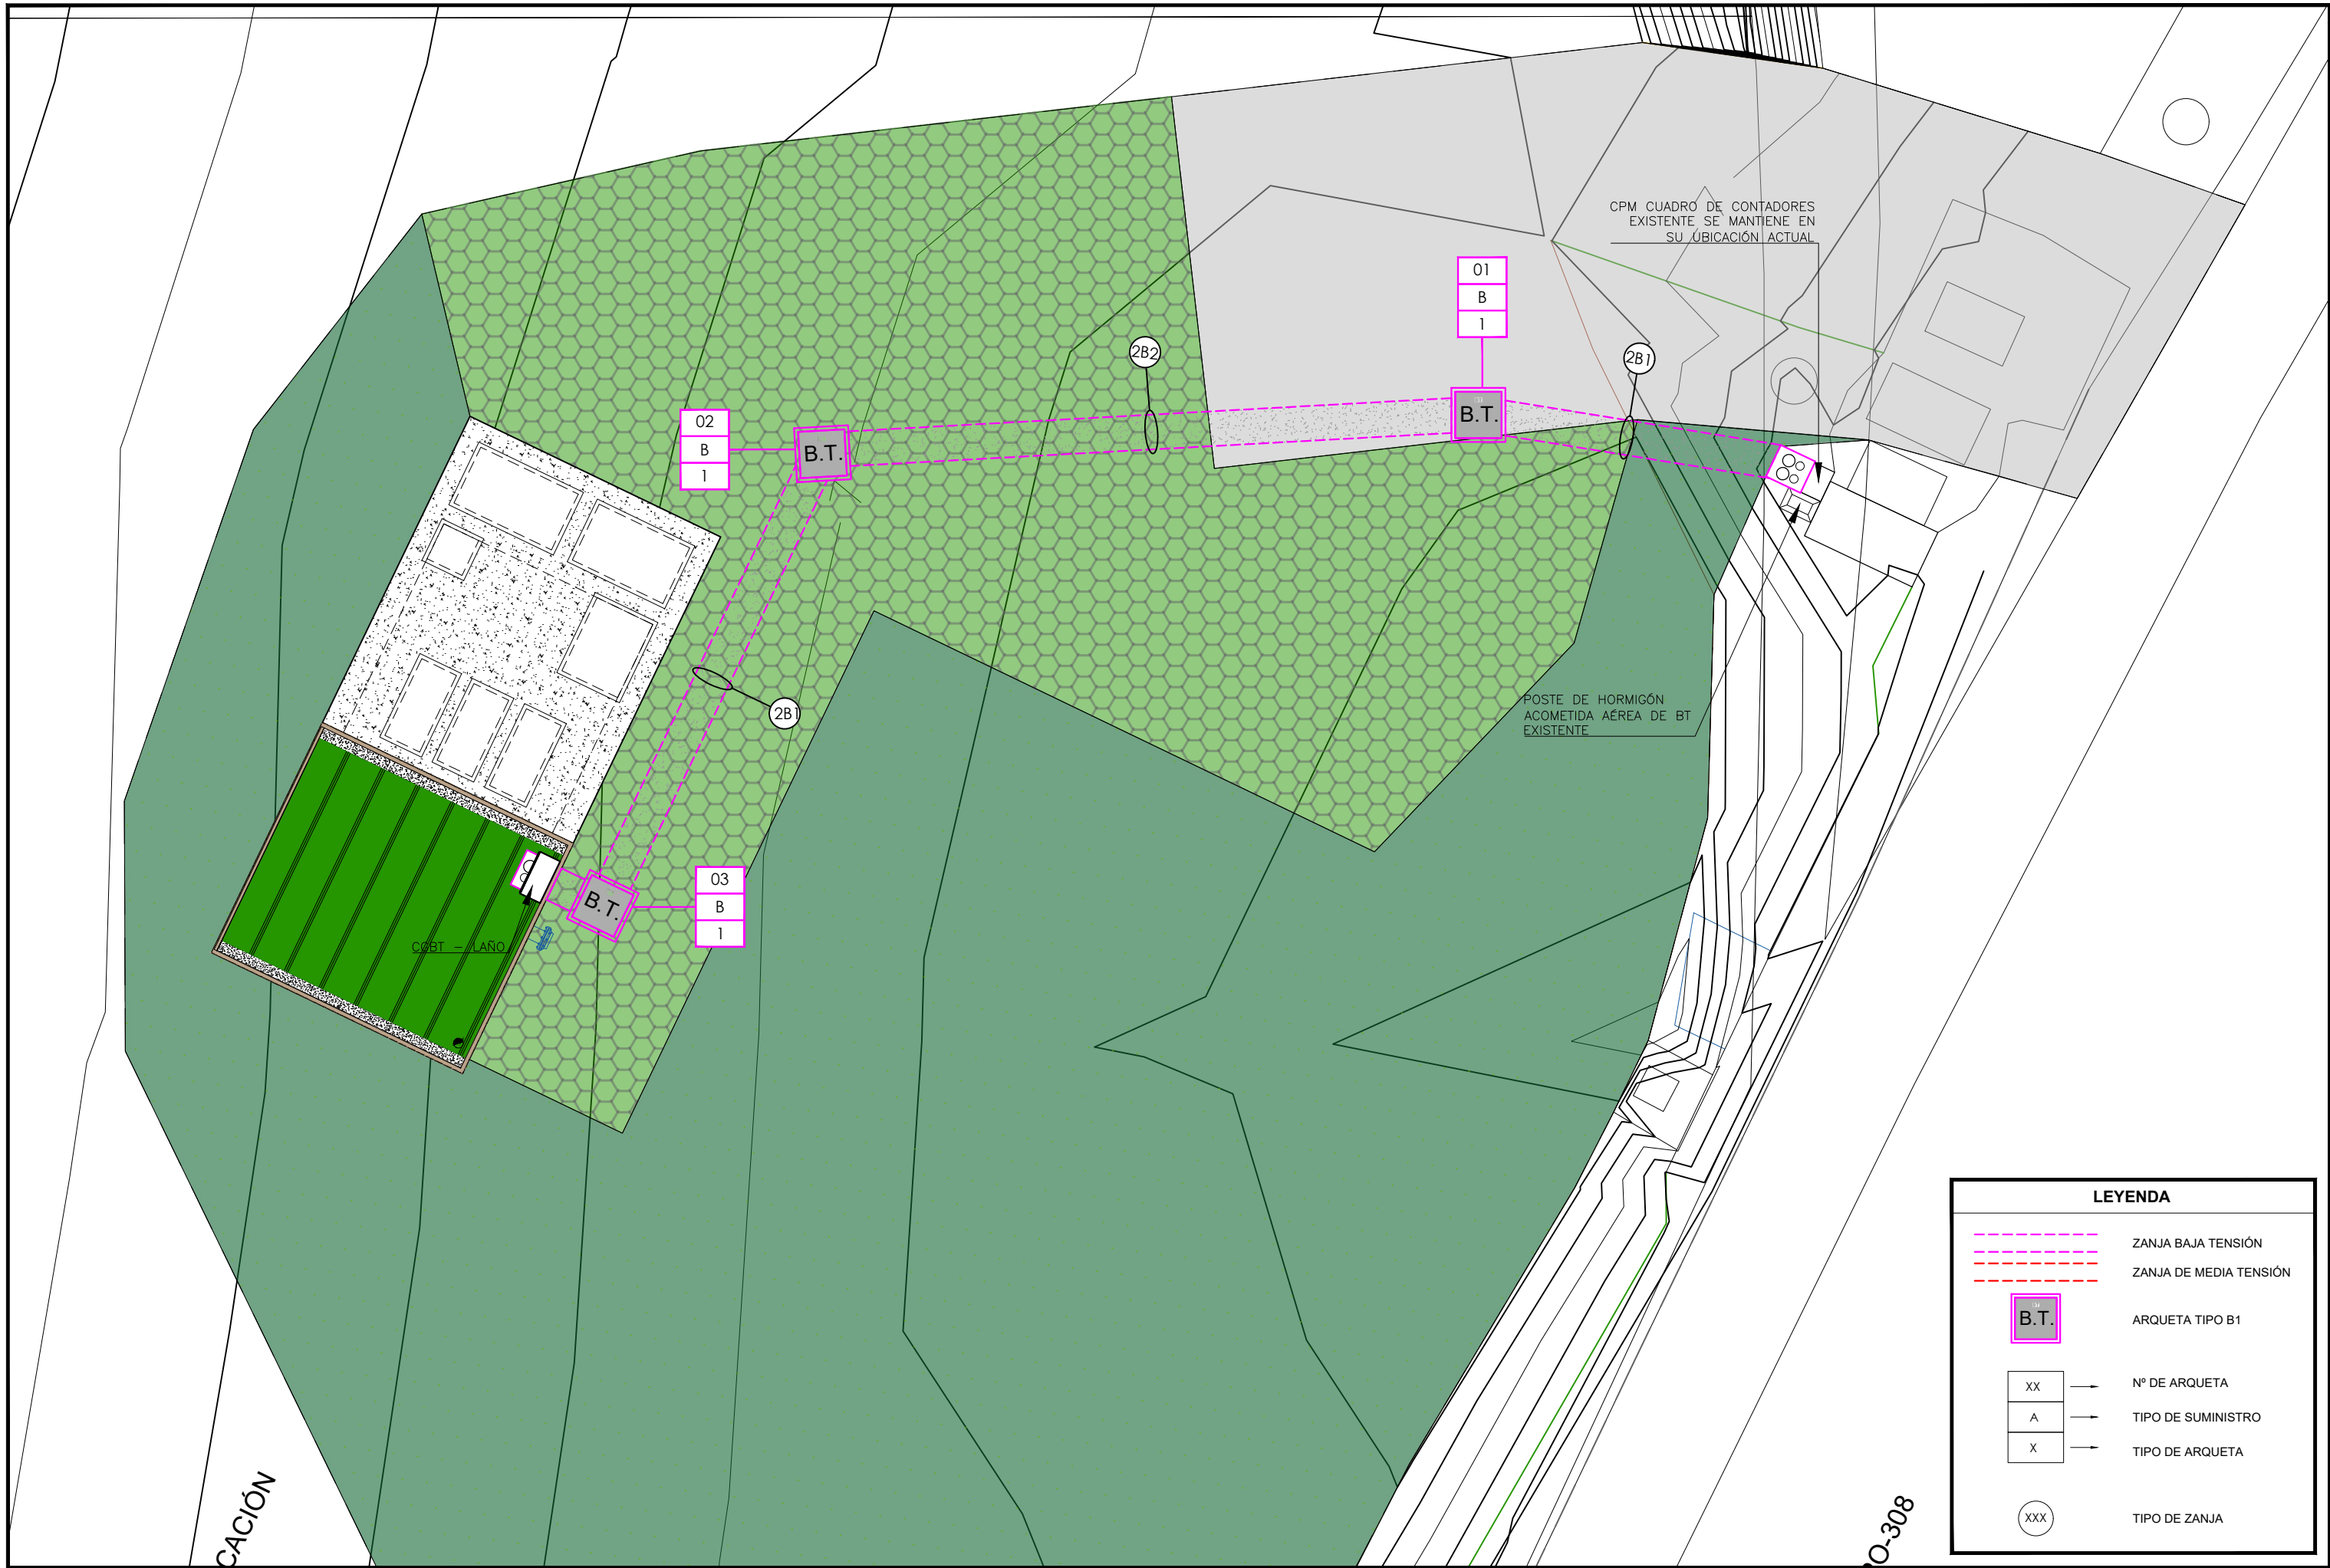 CPM CUADRO DE CONTADORES
EXISTENTE SE MANTIENE EN
SU UBICACIÓN ACTUAL
01
B
1
2B2
2B1
B.T.
02
B
1
B.T.
2B1
POSTE DE HORMIGÓN
ACOMETIDA AÉREA DE BT
EXISTENTE
03
B
1
B.T.
CGBT - LAÑO
LEYENDA
ZANJA BAJA TENSIÓN
ZANJA DE MEDIA TENSIÓN
B.T.
ARQUETA TIPO B1
XX
Nº DE ARQUETA
A
TIPO DE SUMINISTRO
X
TIPO DE ARQUETA
XXX
TIPO DE ZANJA
CACIÓN
O-308